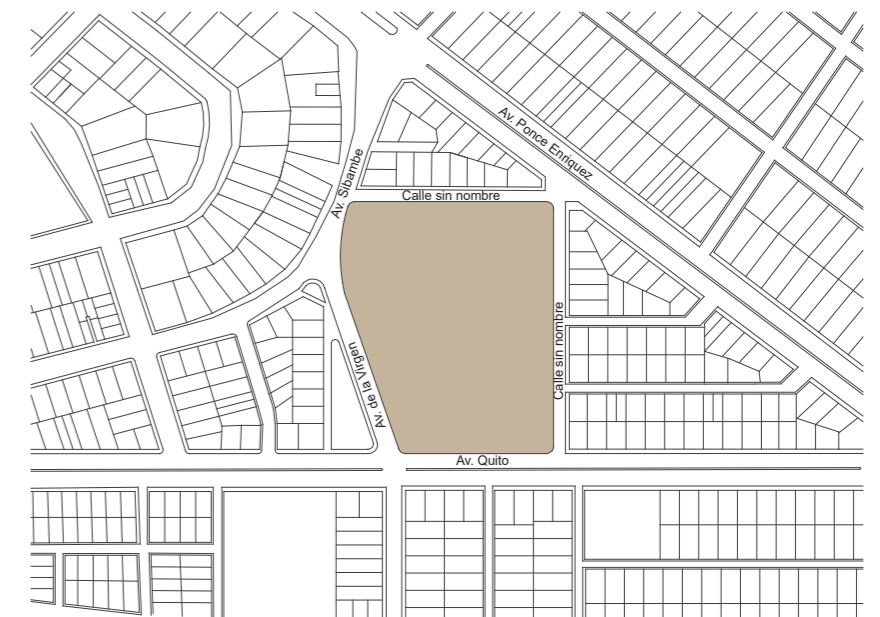 Av. Ponce Enriquez
Av. Sibambe
Calle sin nombre
Calle sin nombre
Av. de la Virgen
Av. Quito